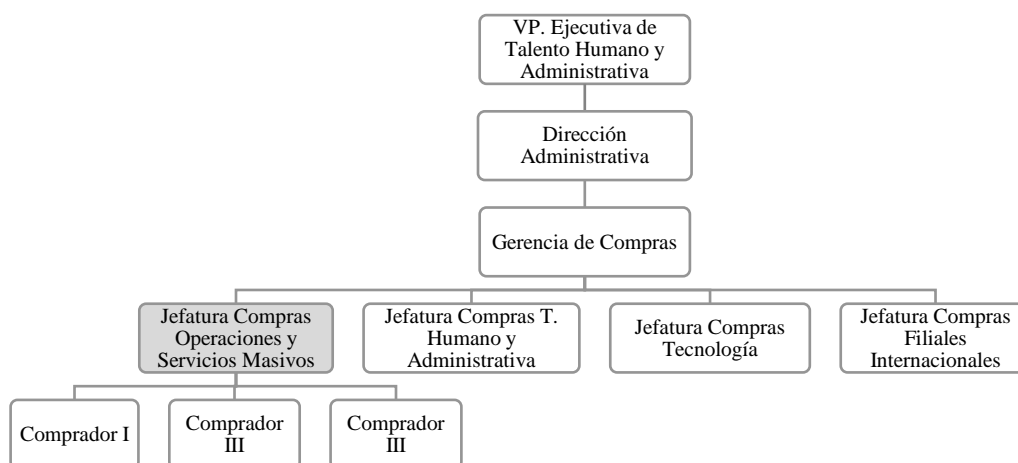 VP. Ejecutiva de
Talento Humano y
Administrativa
Dirección
Administrativa
Gerencia de Compras
Jefatura Compras
Operaciones y
Servicios Masivos
Jefatura Compras T.
Humano y
Administrativa
Jefatura Compras
Tecnología
Jefatura Compras
Filiales
Internacionales
Comprador I
Comprador
III
Comprador
III